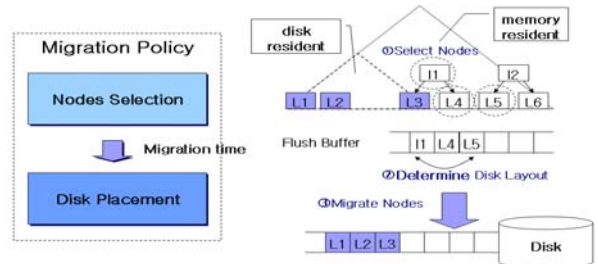 Migration Policy
Nodes Selection
Migration time
Disk Placement
disk
resident
memory
resident
①Select Nodes
I1
I2
L1
L2
L3
L4
L5
L6
Flush Buffer
I1 L4 L5
②Determine Disk Layout
③Migrate Nodes
L1 L2 L3
Disk